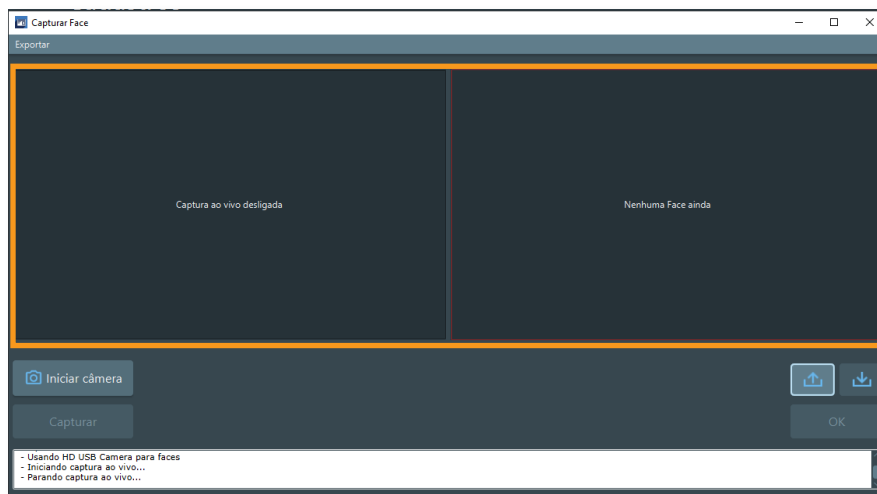 Capturar Face
Exportar
Captura ao vivo desligada
Nenhuma Face ainda
Iniciar câmera
Capturar
OK
- Usando HD USB Camera para faces
- Iniciando captura ao vivo...
- Parando captura ao vivo...